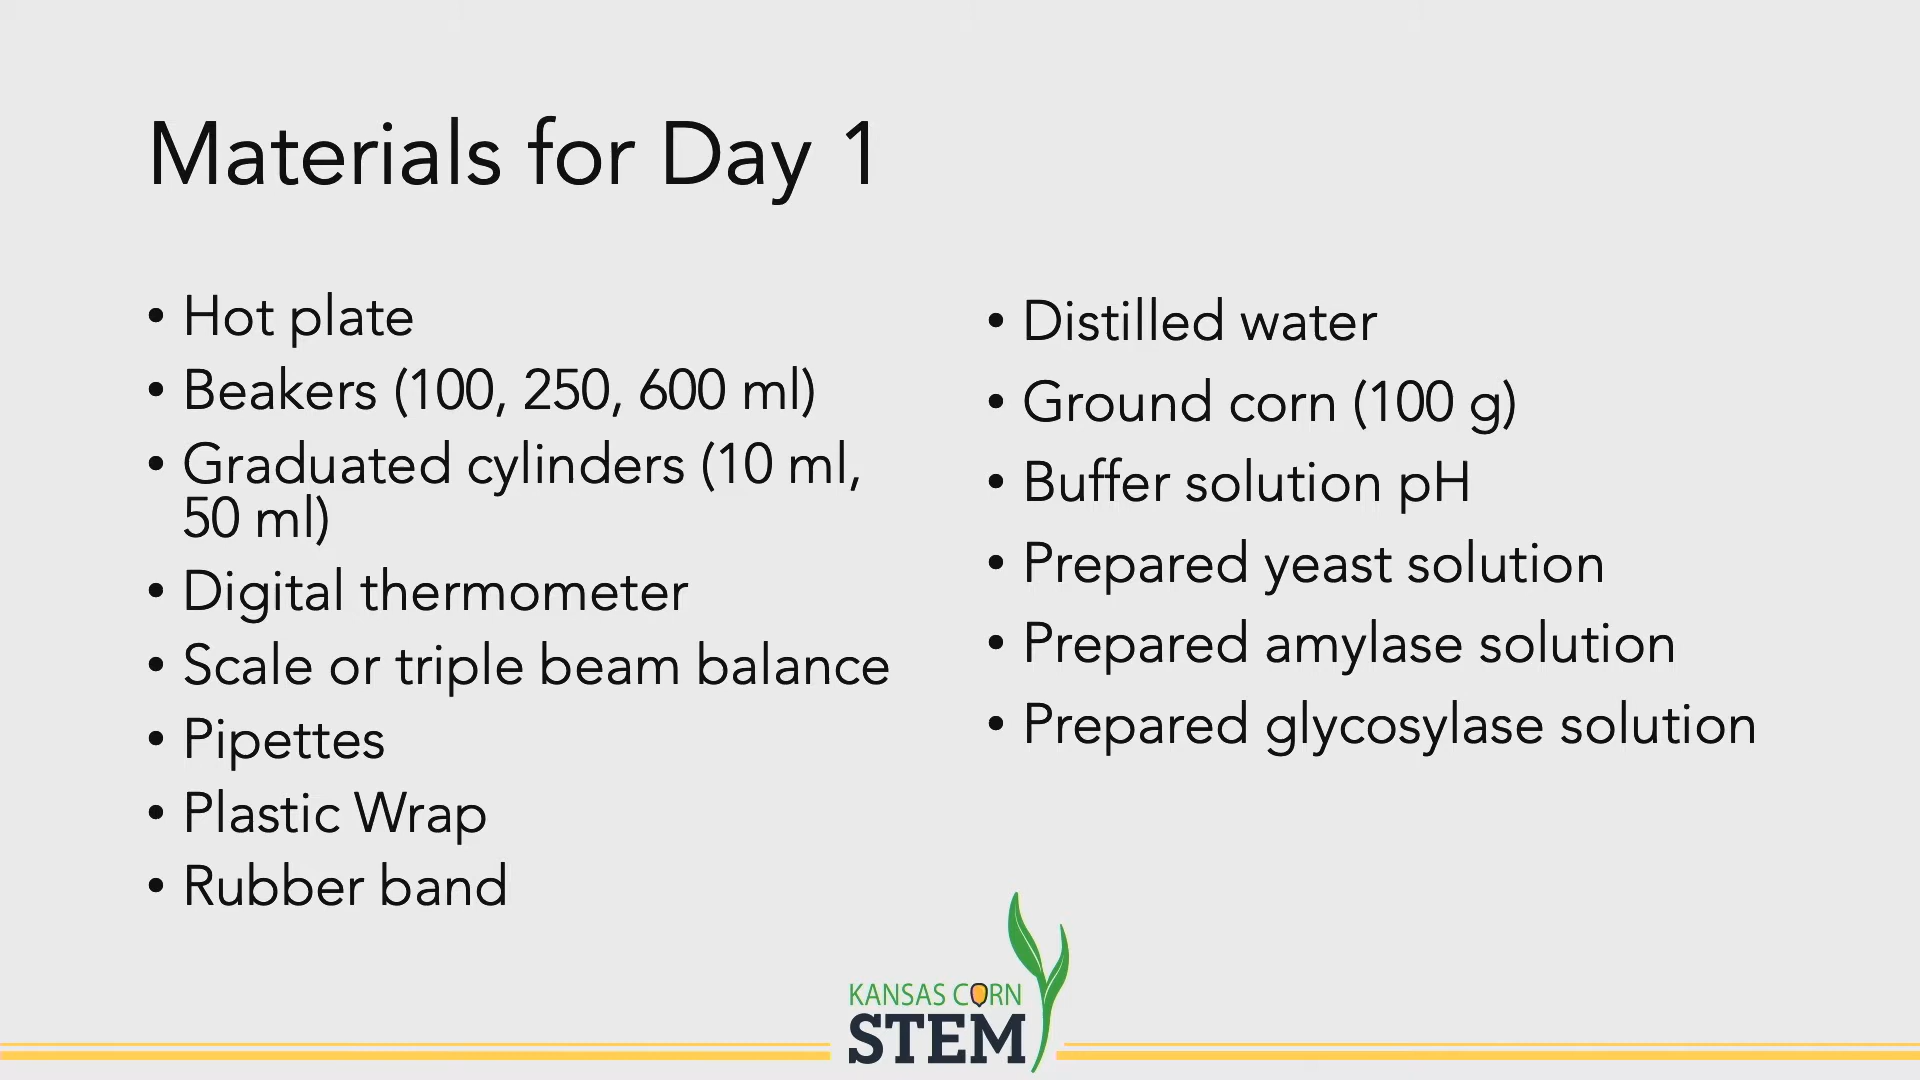 Materials for Day 1
• Hot plate
• Beakers (100, 250, 600 ml)
• Graduated cylinders (10 ml,
50 ml)
• Digital thermometer
• Scale or triple beam balance
• Pipettes
• Plastic Wrap
• Rubber band
• Distilled water
• Ground corn (100 g)
• Buffer solution pH
• Prepared yeast solution
• Prepared amylase solution
• Prepared glycosylase solution
KANSAS CORN
STEM